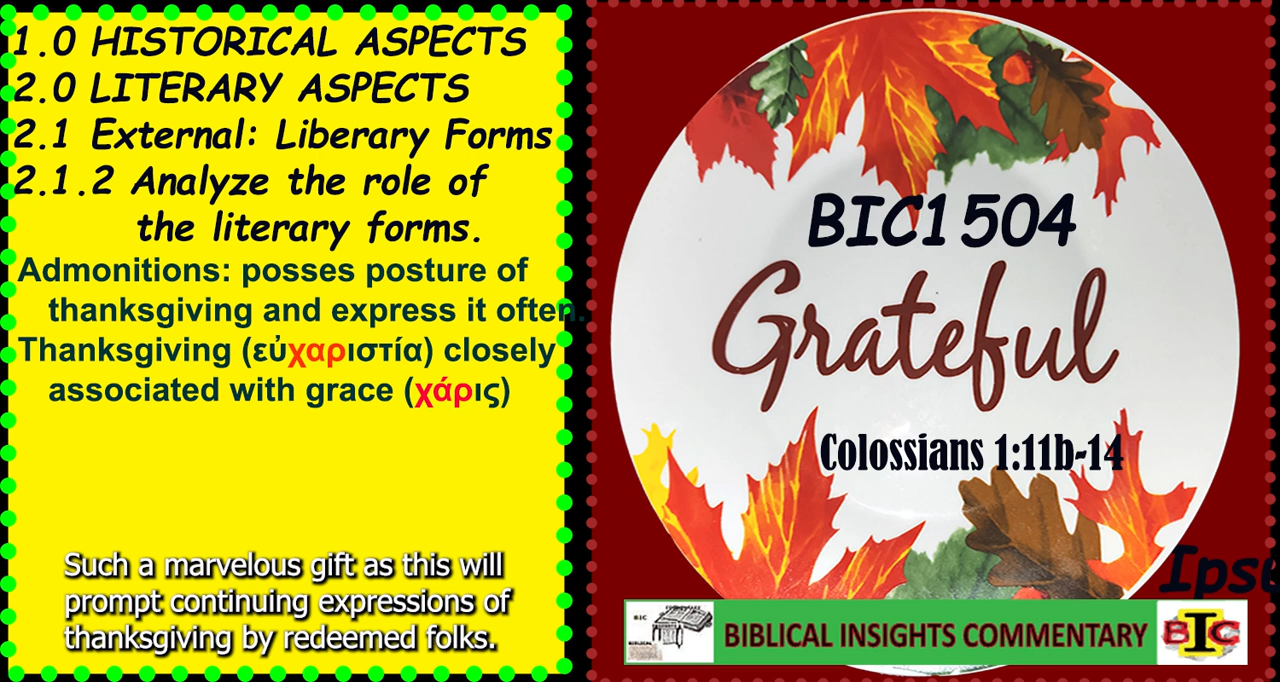 1.0 HISTORICAL ASPECTS
2.0 LITERARY ASPECTS
2.1 External: Liberary Forms
2.1.2 Analyze the role of
the literary forms.
Admonitions: posses posture of
thanksgiving and express it often.
Thanksgiving (εὐχαριστία) closely
associated with grace (χάρις)
Such a marvelous gift as this will
prompt continuing expressions of
thanksgiving by redeemed folks.
BIC1504
Grateful
Colossians 1:11b-14
BIC
BIBLICAL INSIGHTS COMMENTARY
BIC